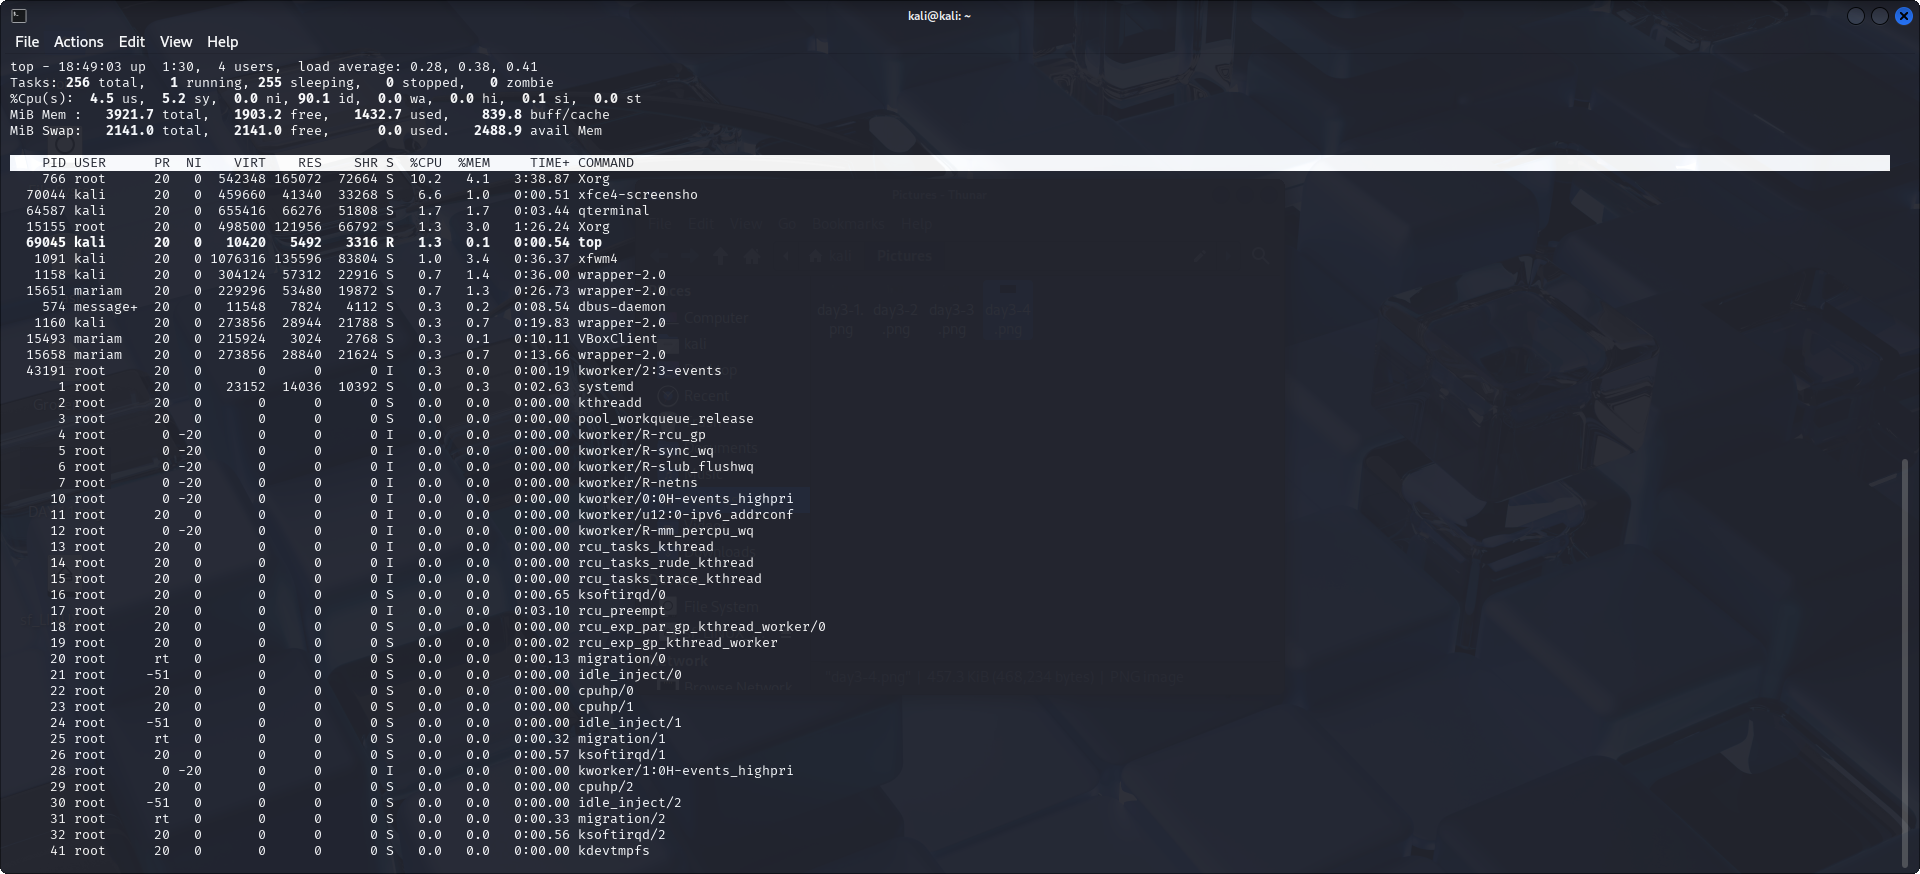 kali@kali: ~
File Actions Edit View Help
top - 18:49:03 up  1:30,  4 users,  load average: 0.28, 0.38, 0.41
Tasks: 256 total,   1 running, 255 sleeping,   0 stopped,   0 zombie
%Cpu(s):  4.5 us,  5.2 sy,  0.0 ni, 90.1 id,  0.0 wa,  0.0 hi,  0.1 si,  0.0 st
MiB Mem :   3921.7 total,   1903.2 free,   1432.7 used,    839.8 buff/cache
MiB Swap:   2141.0 total,   2141.0 free,      0.0 used.   2488.9 avail Mem
PID USER PR NI VIRT RES SHR S %CPU %MEM TIME+ COMMAND
766 root 20 0 542348 165072 72664 S 10.2 4.1 3:38.87 Xorg
70044 kali 20 0 459660 41340 33268 S 6.6 1.0 0:00.51 xfce4-screensho
64587 kali 20 0 655416 66276 51808 S 1.7 1.7 0:03.44 qterminal
15155 root 20 0 498500 121956 66792 S 1.3 3.0 1:26.24 Xorg
69045 kali 20 0 10420 5492 3316 R 1.3 0.1 0:00.54 top
1091 kali 20 0 1076316 135596 83804 S 1.0 3.4 0:36.37 xfwm4
1158 kali 20 0 304124 57312 22916 S 0.7 1.4 0:36.00 wrapper-2.0
15651 mariam 20 0 229296 53480 19872 S 0.7 1.3 0:26.73 wrapper-2.0
574 message+ 20 0 11548 7824 4112 S 0.3 0.2 0:08.54 dbus-daemon
1160 kali 20 0 273856 28944 21788 S 0.3 0.7 0:19.83 wrapper-2.0
15493 mariam 20 0 215924 3024 2768 S 0.3 0.1 0:10.11 VBoxClient
15658 mariam 20 0 273856 28840 21624 S 0.3 0.7 0:13.66 wrapper-2.0
43191 root 20 0 0 0 0 I 0.3 0.0 0:00.19 kworker/2:3-events
1 root 20 0 23152 14036 10392 S 0.0 0.3 0:02.63 systemd
2 root 20 0 0 0 0 S 0.0 0.0 0:00.00 kthreadd
3 root 20 0 0 0 0 S 0.0 0.0 0:00.00 pool_workqueue_release
4 root 0 -20 0 0 0 I 0.0 0.0 0:00.00 kworker/R-rcu_gp
5 root 0 -20 0 0 0 I 0.0 0.0 0:00.00 kworker/R-sync_wq
6 root 0 -20 0 0 0 I 0.0 0.0 0:00.00 kworker/R-slub_flushwq
7 root 0 -20 0 0 0 I 0.0 0.0 0:00.00 kworker/R-netns
10 root 0 -20 0 0 0 I 0.0 0.0 0:00.00 kworker/0:0H-events_highpri
11 root 20 0 0 0 0 I 0.0 0.0 0:00.00 kworker/u12:0-ipv6_addrconf
12 root 0 -20 0 0 0 I 0.0 0.0 0:00.00 kworker/R-mm_percpu_wq
13 root 20 0 0 0 0 I 0.0 0.0 0:00.00 rcu_tasks_kthread
14 root 20 0 0 0 0 I 0.0 0.0 0:00.00 rcu_tasks_rude_kthread
15 root 20 0 0 0 0 I 0.0 0.0 0:00.00 rcu_tasks_trace_kthread
16 root 20 0 0 0 0 S 0.0 0.0 0:00.65 ksoftirqd/0
17 root 20 0 0 0 0 I 0.0 0.0 0:03.10 rcu_preempt
18 root 20 0 0 0 0 S 0.0 0.0 0:00.00 rcu_exp_par_gp_kthread_worker/0
19 root 20 0 0 0 0 S 0.0 0.0 0:00.02 rcu_exp_gp_kthread_worker
20 root rt 0 0 0 0 S 0.0 0.0 0:00.13 migration/0
21 root -51 0 0 0 0 S 0.0 0.0 0:00.00 idle_inject/0
22 root 20 0 0 0 0 S 0.0 0.0 0:00.00 cpuhp/0
23 root 20 0 0 0 0 S 0.0 0.0 0:00.00 cpuhp/1
24 root -51 0 0 0 0 S 0.0 0.0 0:00.00 idle_inject/1
25 root rt 0 0 0 0 S 0.0 0.0 0:00.32 migration/1
26 root 20 0 0 0 0 S 0.0 0.0 0:00.57 ksoftirqd/1
28 root 0 -20 0 0 0 I 0.0 0.0 0:00.00 kworker/1:0H-events_highpri
29 root 20 0 0 0 0 S 0.0 0.0 0:00.00 cpuhp/2
30 root -51 0 0 0 0 S 0.0 0.0 0:00.00 idle_inject/2
31 root rt 0 0 0 0 S 0.0 0.0 0:00.33 migration/2
32 root 20 0 0 0 0 S 0.0 0.0 0:00.56 ksoftirqd/2
41 root 20 0 0 0 0 S 0.0 0.0 0:00.00 kdevtmpfs